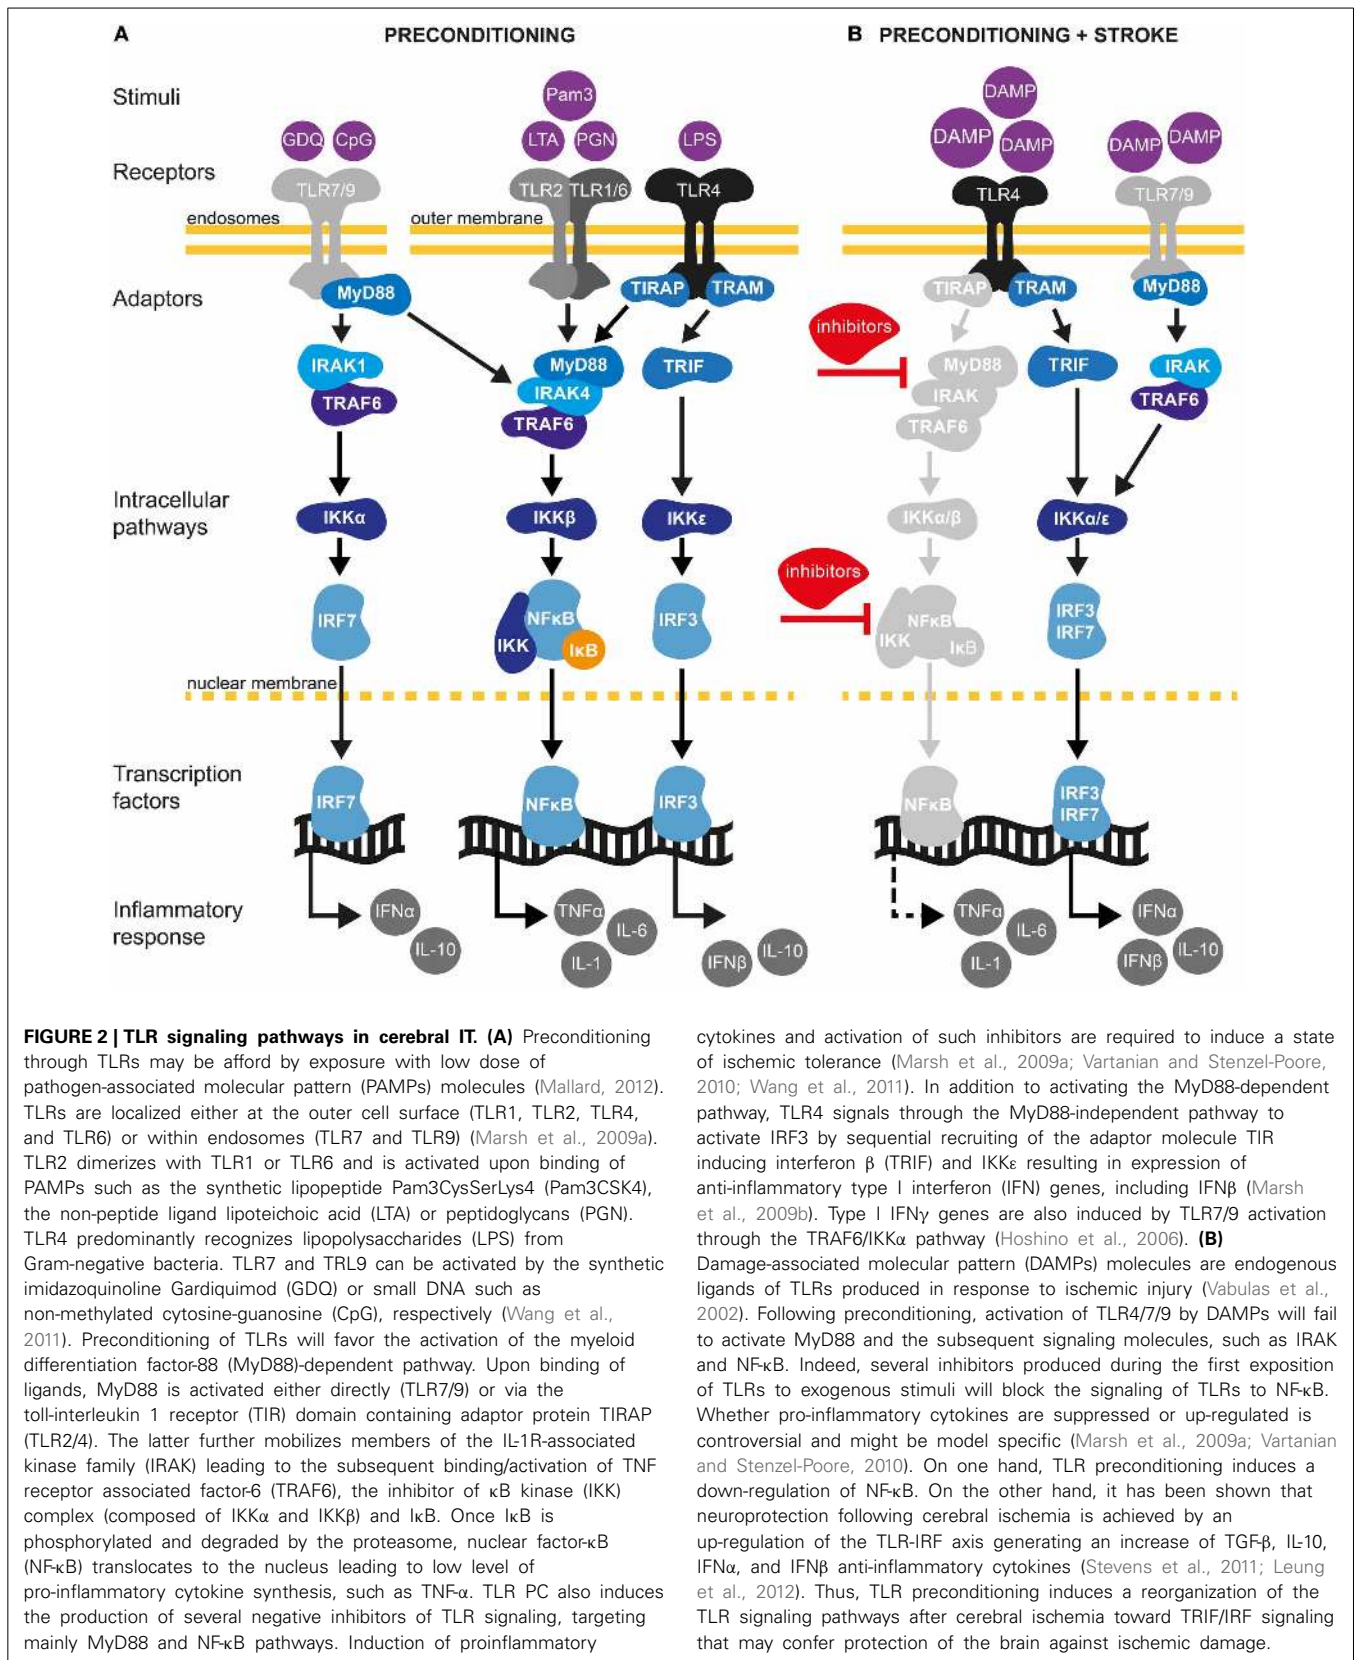 A
PRECONDITIONING
B
PRECONDITIONING + STROKE
Stimuli
Pam3
DAMP
GDQ
CpG
LTA
PGN
LPS
DAMP
DAMP
DAMP
DAMP
Receptors
TLR7/9
TLR2
TLR1/6
TLR4
TLR4
TLR7/9
endosomes
outer membrane
Adaptors
MyD88
TIRAP
TRAM
TIRAP
TRAM
MyD88
inhibitors
IRAK1
TRAF6
MyD88
IRAK4
TRAF6
TRIF
MyD88
IRAK
TRAF6
TRIF
IRAK
TRAF6
Intracellular
pathways
IKKα
IKKβ
IKKε
IKKα/β
IKKα/ε
inhibitors
IRF7
NFκB
IKK
IκB
IRF3
NFκB
IKK
IκB
IRF3
IRF7
nuclear membrane
Transcription
factors
IRF7
NFκB
IRF3
NFκB
IRF3
IRF7
Inflammatory
response
IFNα
IL-10
TNFα
IL-6
IL-1
IFNβ
IL-10
TNFα
IL-6
IL-1
IFNα
IFNβ
IL-10
FIGURE 2 | TLR signaling pathways in cerebral IT. (A) Preconditioning
through TLRs may be afford by exposure with low dose of
pathogen-associated molecular pattern (PAMPs) molecules (Mallard, 2012).
TLRs are localized either at the outer cell surface (TLR1, TLR2, TLR4,
and TLR6) or within endosomes (TLR7 and TLR9) (Marsh et al., 2009a).
TLR2 dimerizes with TLR1 or TLR6 and is activated upon binding of
PAMPs such as the synthetic lipopeptide Pam3CysSerLys4 (Pam3CSK4),
the non-peptide ligand lipoteichoic acid (LTA) or peptidoglycans (PGN).
TLR4 predominantly recognizes lipopolysaccharides (LPS) from
Gram-negative bacteria. TLR7 and TRL9 can be activated by the synthetic
imidazoquinoline Gardiquimod (GDQ) or small DNA such as
non-methylated cytosine-guanosine (CpG), respectively (Wang et al.,
2011). Preconditioning of TLRs will favor the activation of the myeloid
differentiation factor-88 (MyD88)-dependent pathway. Upon binding of
ligands, MyD88 is activated either directly (TLR7/9) or via the
toll-interleukin 1 receptor (TIR) domain containing adaptor protein TIRAP
(TLR2/4). The latter further mobilizes members of the IL-1R-associated
kinase family (IRAK) leading to the subsequent binding/activation of TNF
receptor associated factor-6 (TRAF6), the inhibitor of κB kinase (IKK)
complex (composed of IKKα and IKKβ) and IκB. Once IκB is
phosphorylated and degraded by the proteasome, nuclear factor-κB
(NF-κB) translocates to the nucleus leading to low level of
pro-inflammatory cytokine synthesis, such as TNF-α. TLR PC also induces
the production of several negative inhibitors of TLR signaling, targeting
mainly MyD88 and NF-κB pathways. Induction of proinflammatory
cytokines and activation of such inhibitors are required to induce a state
of ischemic tolerance (Marsh et al., 2009a; Vartanian and Stenzel-Poore,
2010; Wang et al., 2011). In addition to activating the MyD88-dependent
pathway, TLR4 signals through the MyD88-independent pathway to
activate IRF3 by sequential recruiting of the adaptor molecule TIR
inducing interferon β (TRIF) and IKKε resulting in expression of
anti-inflammatory type I interferon (IFN) genes, including IFNβ (Marsh
et al., 2009b). Type I IFNγ genes are also induced by TLR7/9 activation
through the TRAF6/IKKα pathway (Hoshino et al., 2006). (B)
Damage-associated molecular pattern (DAMPs) molecules are endogenous
ligands of TLRs produced in response to ischemic injury (Vabulas et al.,
2002). Following preconditioning, activation of TLR4/7/9 by DAMPs will fail
to activate MyD88 and the subsequent signaling molecules, such as IRAK
and NF-κB. Indeed, several inhibitors produced during the first exposition
of TLRs to exogenous stimuli will block the signaling of TLRs to NF-κB.
Whether pro-inflammatory cytokines are suppressed or up-regulated is
controversial and might be model specific (Marsh et al., 2009a; Vartanian
and Stenzel-Poore, 2010). On one hand, TLR preconditioning induces a
down-regulation of NF-κB. On the other hand, it has been shown that
neuroprotection following cerebral ischemia is achieved by an
up-regulation of the TLR-IRF axis generating an increase of TGF-β, IL-10,
IFNα, and IFNβ anti-inflammatory cytokines (Stevens et al., 2011; Leung
et al., 2012). Thus, TLR preconditioning induces a reorganization of the
TLR signaling pathways after cerebral ischemia toward TRIF/IRF signaling
that may confer protection of the brain against ischemic damage.